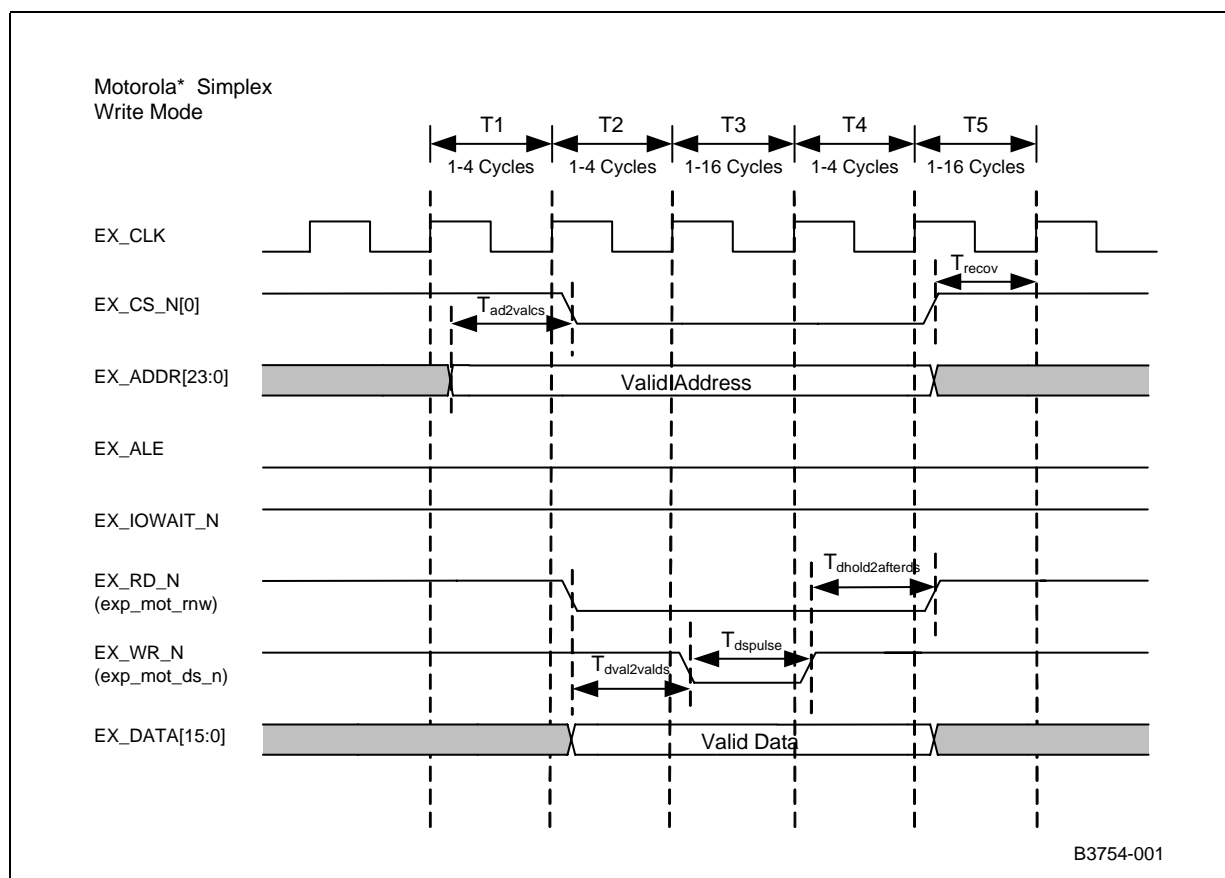 Motorola* Simplex
Write Mode
T1 T2 T3 T4 T5
1-4 Cycles 1-4 Cycles 1-16 Cycles 1-4 Cycles 1-16 Cycles
EX_CLK
Trecov
EX_CS_N[0]
Tad2valcs
EX_ADDR[23:0]
Valid Address
EX_ALE
EX_IOWAIT_N
Tdhold2afterds
EX_RD_N
(exp_mot_rnw)
Tdspulse
EX_WR_N
(exp_mot_ds_n)
Tdval2valds
EX_DATA[15:0]
Valid Data
B3754-001